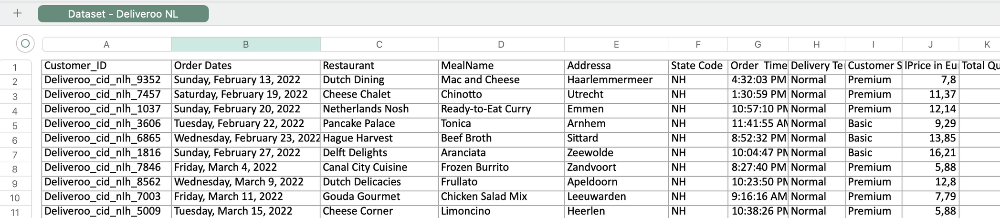 + Dataset - Deliveroo NL
A B C D E F G H I J K
1 Customer_ID Order Dates Restaurant MealName Addressa State Code Order  Time Delivery Customer Price in Total
2 Deliveroo_cid_nlh_9352 Sunday, February 13, 2022 Dutch Dining Mac and Cheese Haarlemmermeer NH 4:32:03 PM Normal Premium 7,8
3 Deliveroo_cid_nlh_7457 Saturday, February 19, 2022 Cheese Chalet Chinotto Utrecht NH 1:30:59 PM Normal Premium 11,37
4 Deliveroo_cid_nlh_1037 Sunday, February 20, 2022 Netherlands Nosh Ready-to-Eat Curry Emmen NH 10:57:10 PM Normal Premium 12,14
5 Deliveroo_cid_nlh_3606 Tuesday, February 22, 2022 Pancake Palace Tonica Arnhem NH 11:41:55 AM Normal Basic 9,29
6 Deliveroo_cid_nlh_6865 Wednesday, February 23, 2022 Hague Harvest Beef Broth Sittard NH 8:52:32 PM Normal Basic 13,85
7 Deliveroo_cid_nlh_1816 Sunday, February 27, 2022 Delft Delights Aranciata Zeewolde NH 10:04:47 PM Normal Basic 16,21
8 Deliveroo_cid_nlh_7846 Friday, March 4, 2022 Canal City Cuisine Frozen Burrito Zandvoort NH 8:27:40 PM Normal Premium 5,88
9 Deliveroo_cid_nlh_8562 Wednesday, March 9, 2022 Dutch Delicacies Frullato Apeldoorn NH 10:23:50 PM Normal Premium 12,8
10 Deliveroo_cid_nlh_7003 Friday, March 11, 2022 Gouda Gourmet Chicken Salad Mix Leeuwarden NH 9:16:16 AM Normal Premium 7,79
11 Deliveroo_cid_nlh_5009 Tuesday, March 15, 2022 Cheese Corner Limoncino Heerlen NH 10:38:26 PM Normal Premium 5,88